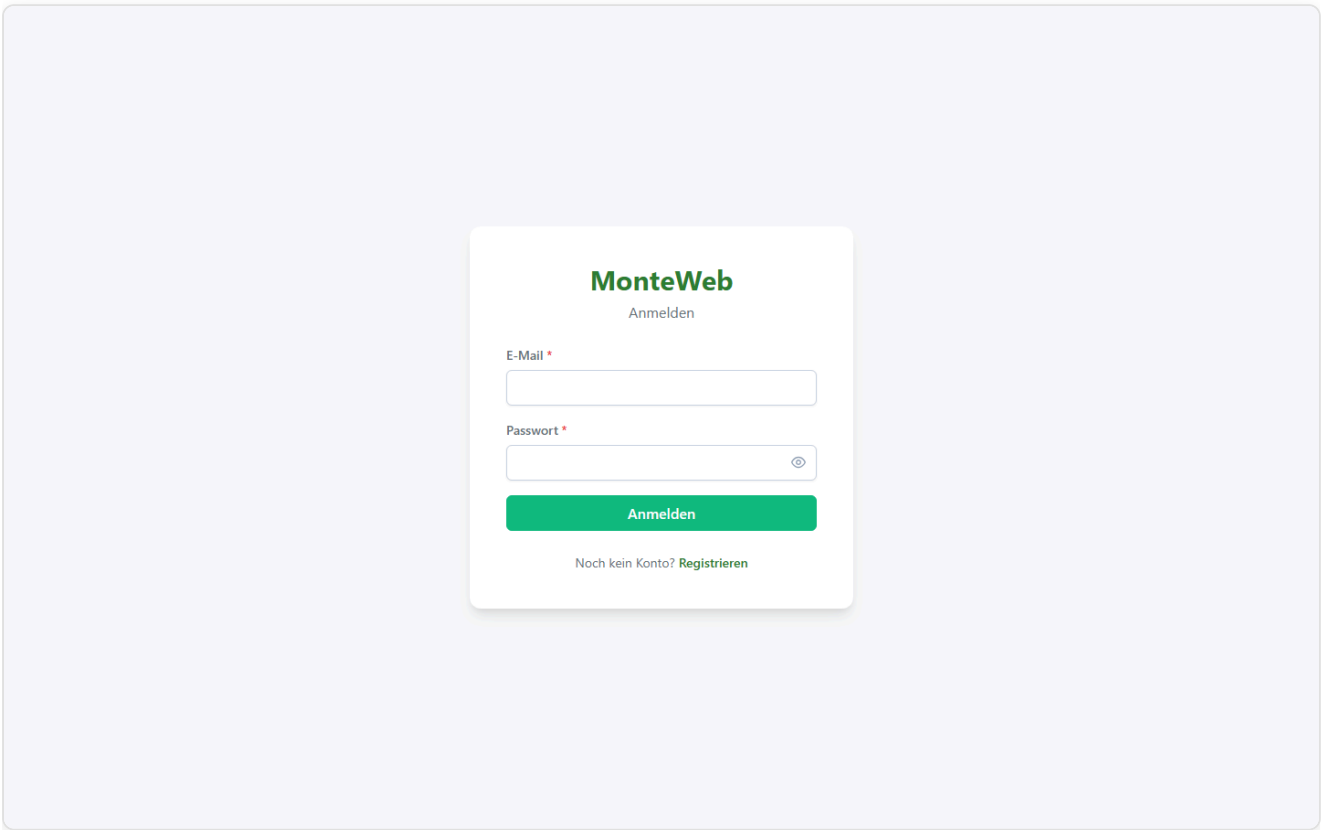 MonteWeb
Anmelden
E-Mail *
Passwort *
Anmelden
Noch kein Konto? Registrieren